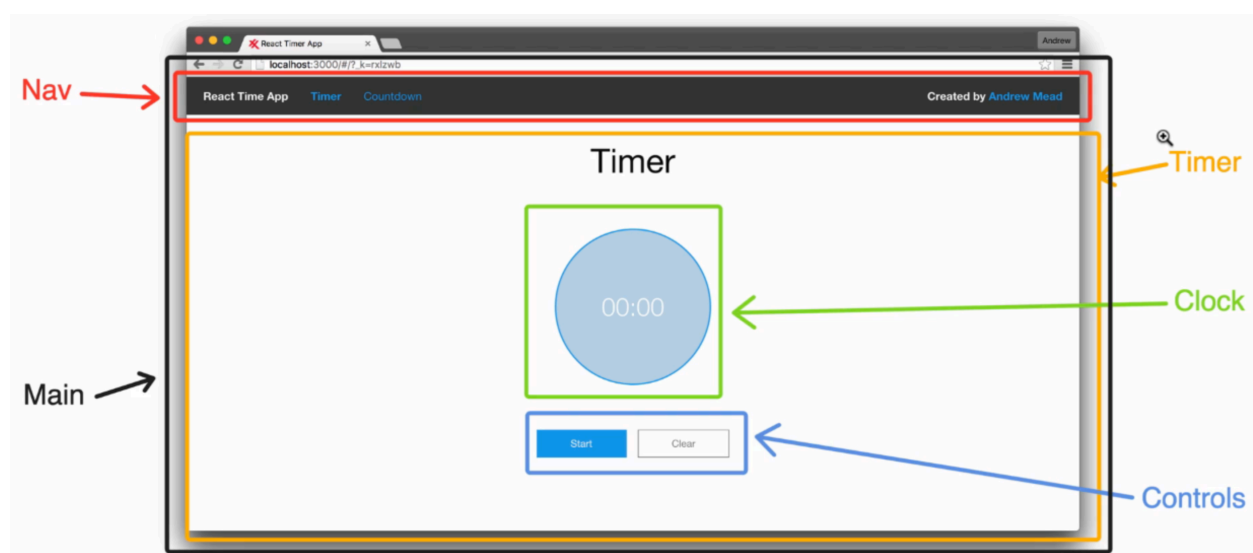 React Timer App
Andrew
localhost:3000/#/?_k=rxlzwb
Nav
React Time App Timer Countdown Created by Andrew Mead
Timer
Timer
00:00
Clock
Main
Start Clear
Controls